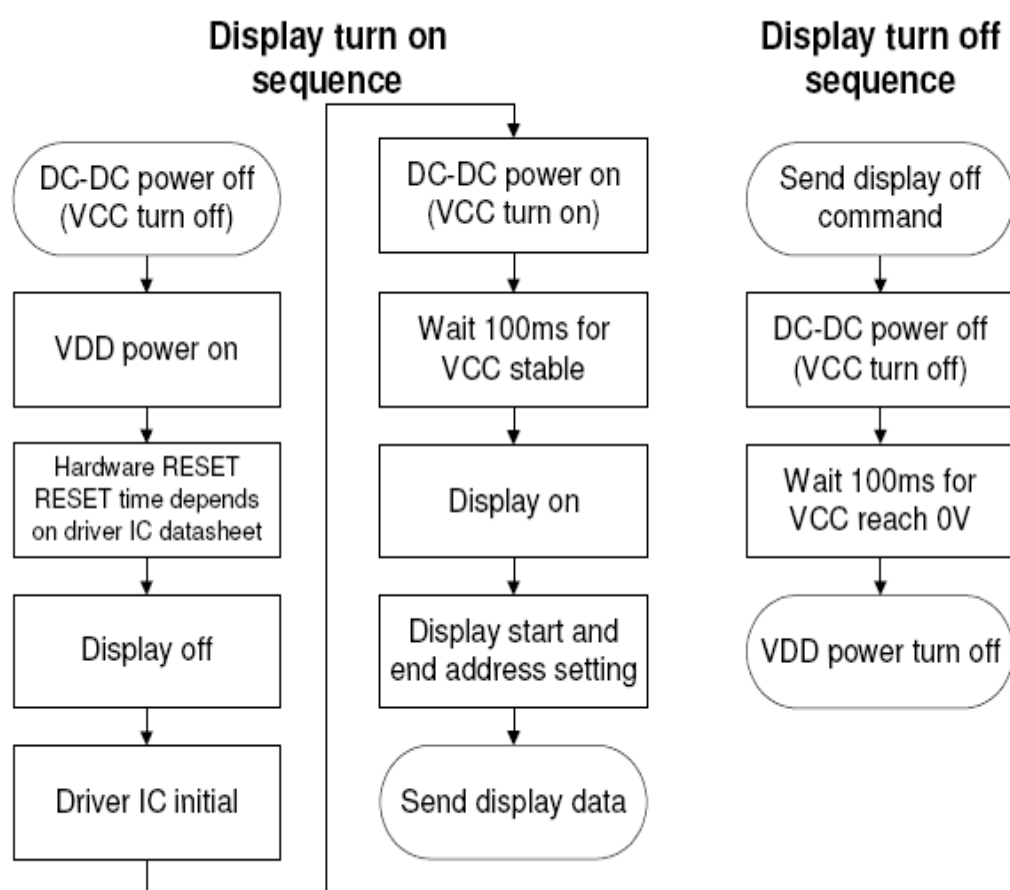 Display turn on
sequence
DC-DC power off
(VCC turn off)
VDD power on
Hardware RESET
RESET time depends
on driver IC datasheet
Display off
Driver IC initial
DC-DC power on
(VCC turn on)
Wait 100ms for
VCC stable
Display on
Display start and
end address setting
Send display data
Display turn off
sequence
Send display off
command
DC-DC power off
(VCC turn off)
Wait 100ms for
VCC reach 0V
VDD power turn off